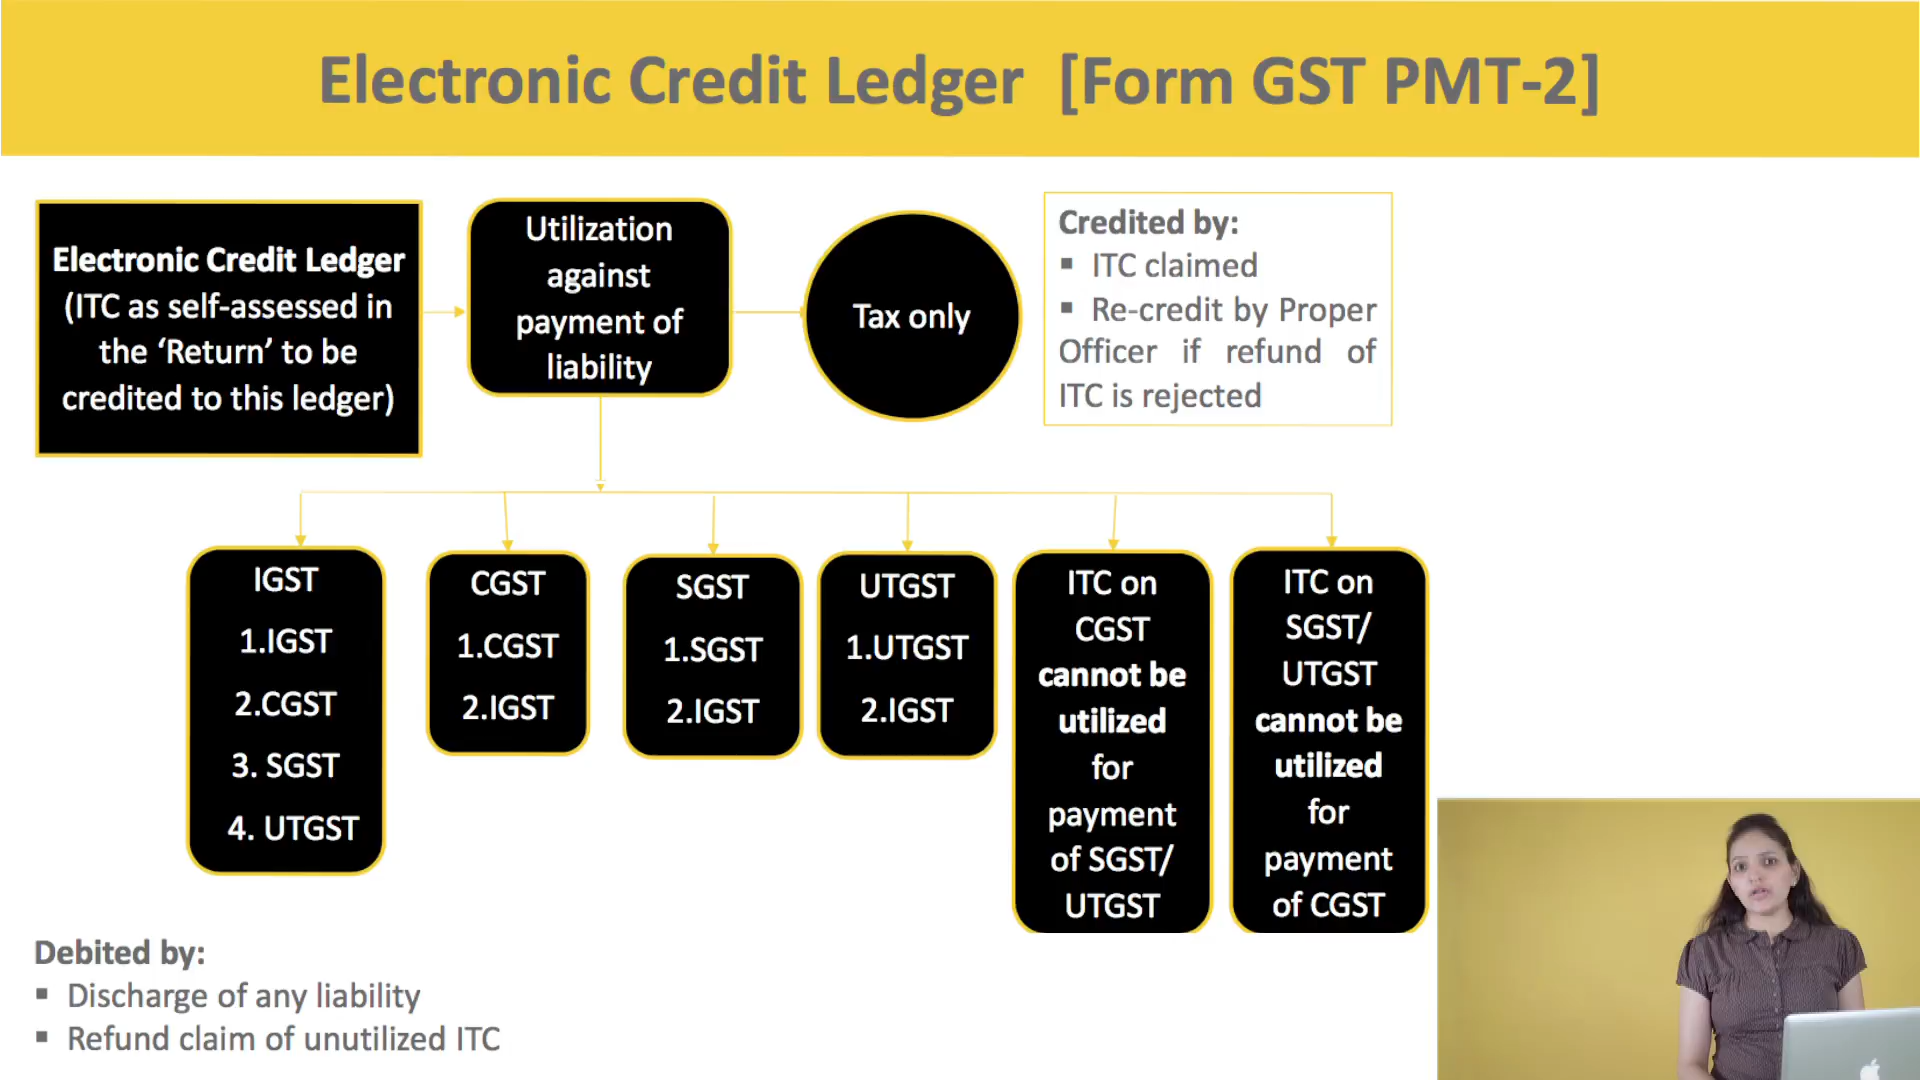 Electronic Credit Ledger [Form GST PMT-2]
Electronic Credit Ledger
(ITC as self-assessed in
the ‘Return’ to be
credited to this ledger)
Utilization
against
payment of
liability
Tax only
Credited by:
▪ ITC claimed
▪ Re-credit by Proper
Officer if refund of
ITC is rejected
IGST
1.IGST
2.CGST
3. SGST
4. UTGST
CGST
1.CGST
2.IGST
SGST
1.SGST
2.IGST
UTGST
1.UTGST
2.IGST
ITC on
CGST
cannot be
utilized
for
payment
of SGST/
UTGST
ITC on
SGST/
UTGST
cannot be
utilized
for
payment
of CGST
Debited by:
▪ Discharge of any liability
▪ Refund claim of unutilized ITC